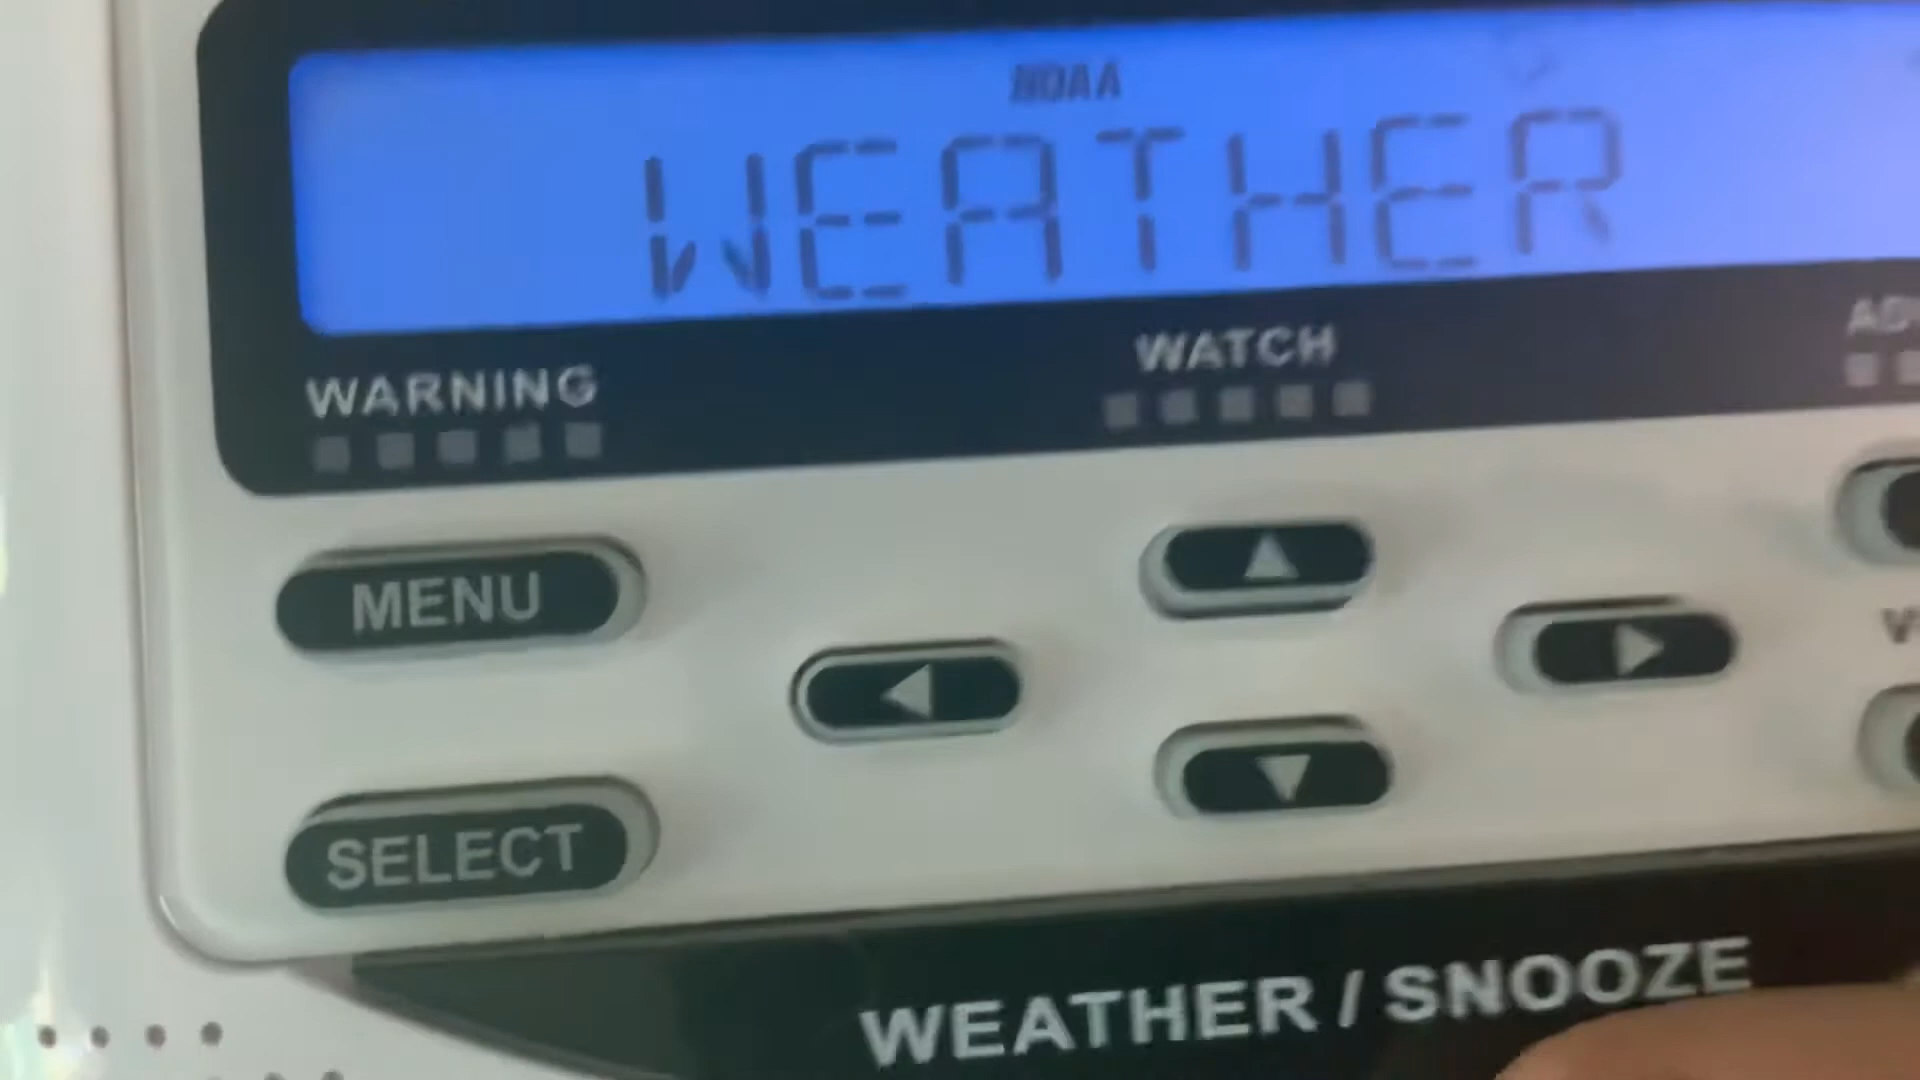 NOAA
WEATHER
WARNING
WATCH
MENU
SELECT
WEATHER / SNOOZE